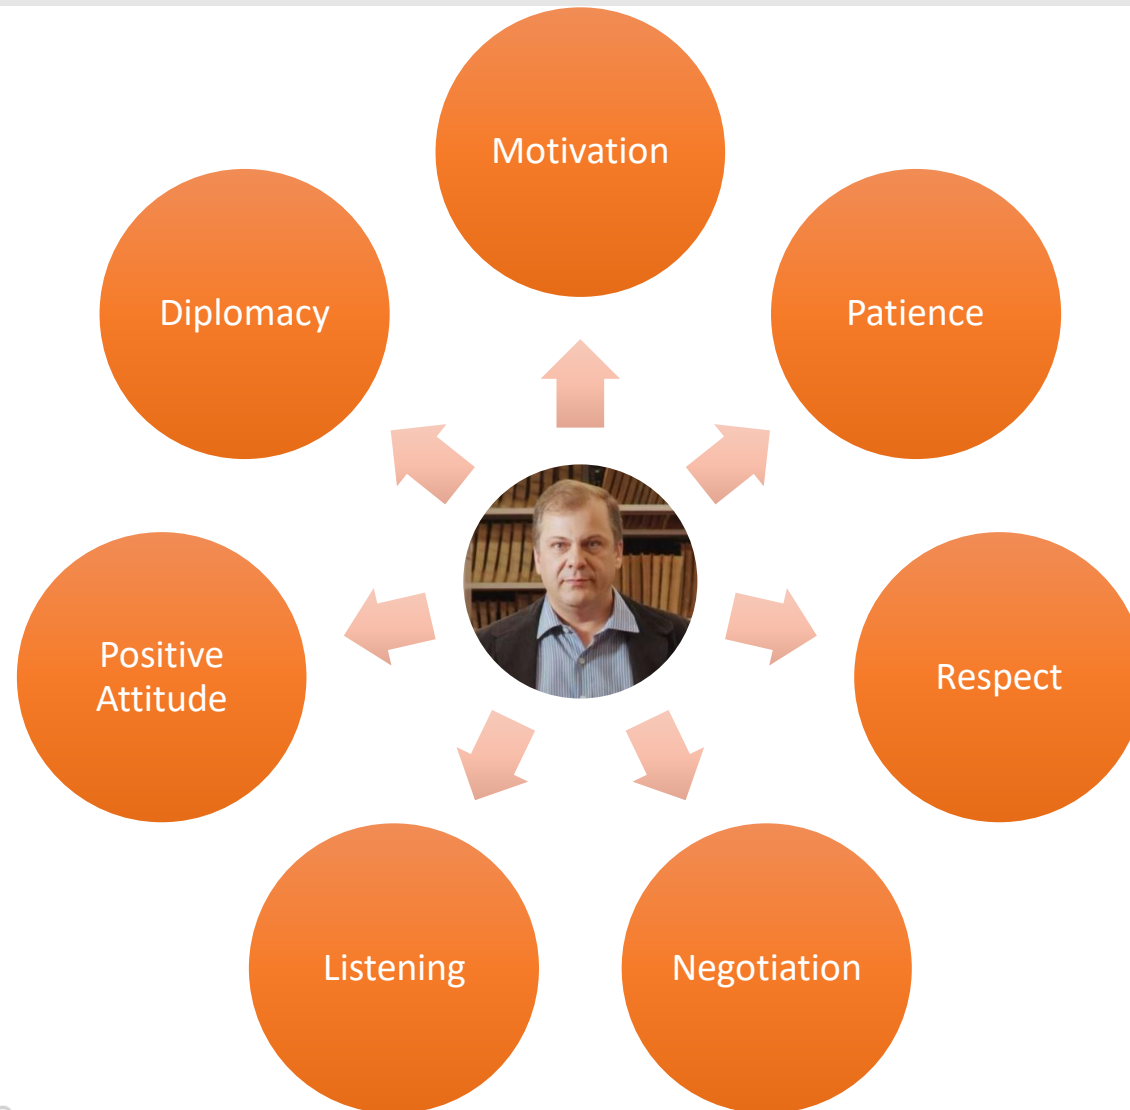 Motivation
Patience
Respect
Negotiation
Listening
Positive
Attitude
Diplomacy